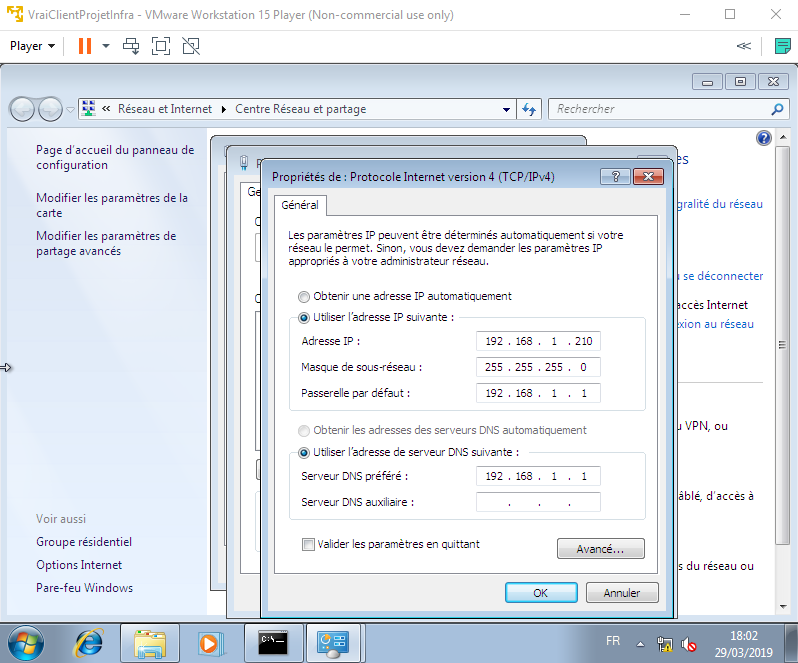 VraiClientProjetInfra - VMware Workstation 15 Player (Non-commercial use only)
Player
Réseau et Internet Centre Réseau et partage
Rechercher
Page d'accueil du panneau de
configuration
Modifier les paramètres de la
carte
Modifier les paramètres de
partage avancés
Voir aussi
Groupe résidentiel
Options Internet
Pare-feu Windows
Propriétés de : Protocole Internet version 4 (TCP/IPv4)
Général
Les paramètres IP peuvent être déterminés automatiquement si votre
réseau le permet. Sinon, vous devez demander les paramètres IP
appropriés à votre administrateur réseau.
Obtenir une adresse IP automatiquement
Utiliser l'adresse IP suivante :
Adresse IP : 192 . 168 . 1 . 210
Masque de sous-réseau : 255 . 255 . 255 . 0
Passerelle par défaut : 192 . 168 . 1 . 1
Obtenir les adresses des serveurs DNS automatiquement
Utiliser l'adresse de serveur DNS suivante :
Serveur DNS préféré : 192 . 168 . 1 . 1
Serveur DNS auxiliaire : . . .
Valider les paramètres en quittant
Avancé...
OK
Annuler
du réseau
se déconnecter
accès Internet
au réseau
VPN, ou
d'accès à
du réseau ou
FR
18:02
29/03/2019